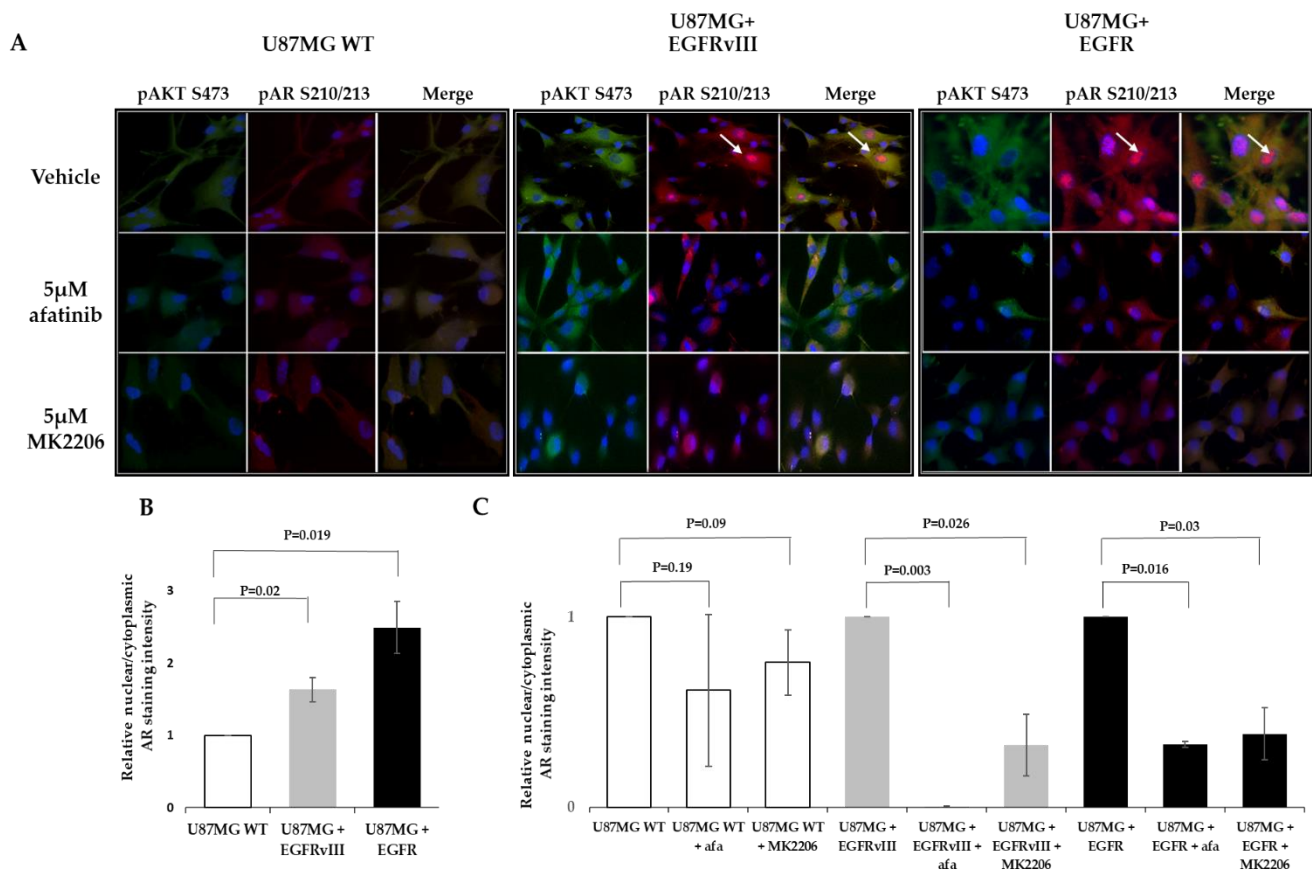 A
U87MG WT
U87MG+
EGFRvIII
U87MG+
EGFR
pAKT S473
pAR S210/213
Merge
pAKT S473
pAR S210/213
Merge
pAKT S473
pAR S210/213
Merge
Vehicle
5µM
afatinib
5µM
MK2206
B
P=0.019
P=0.02
Relative nuclear/cytoplasmic
AR staining intensity
3
2
1
0
U87MG WT
U87MG +
EGFRvIII
U87MG +
EGFR
C
P=0.09
P=0.19
P=0.026
P=0.003
P=0.03
P=0.016
Relative nuclear/cytoplasmic
AR staining intensity
1
0
U87MG WT
U87MG WT
+ afa
U87MG WT
+ MK2206
U87MG +
EGFRvIII
U87MG +
EGFRvIII +
afa
U87MG +
EGFRvIII +
MK2206
U87MG +
EGFR
U87MG +
EGFR + afa
U87MG +
EGFR +
MK2206